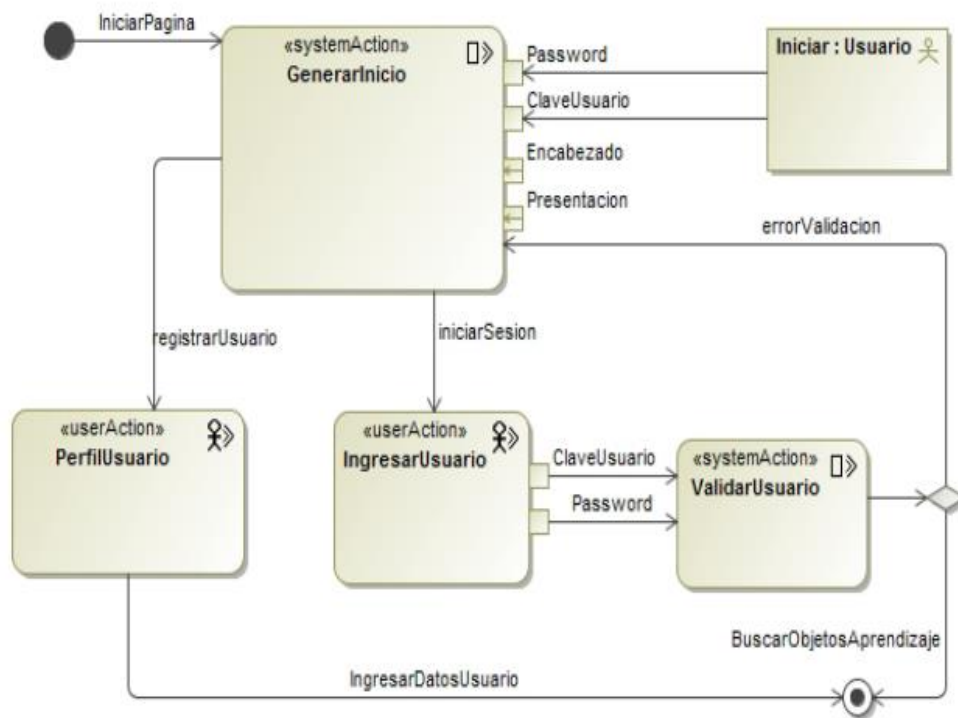 IniciarPagina
«systemAction»
GenerarInicio
Password
ClaveUsuario
Encabezado
Presentacion
Iniciar : Usuario
errorValidacion
registrarUsuario
iniciarSesion
«userAction»
PerfilUsuario
«userAction»
IngresarUsuario
ClaveUsuario
Password
«systemAction»
ValidarUsuario
BuscarObjetosAprendizaje
IngresarDatosUsuario